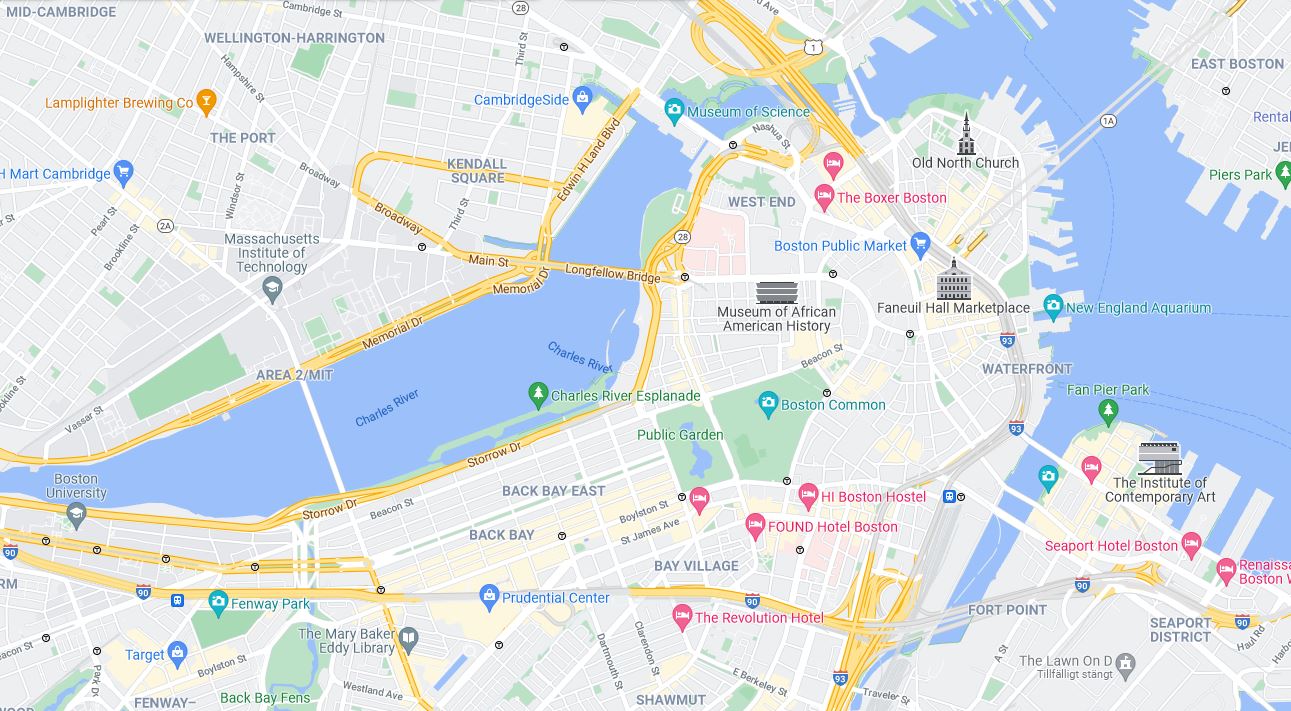 MID-CAMBRIDGE
Cambridge St
28
Third St
nd Ave
WELLINGTON-HARRINGTON
1
EAST BOSTON
Hampshire St
Lamplighter Brewing Co
CambridgeSide
Museum of Science
1A
Rental
THE PORT
Nashua St
Edwin H Land Blvd
Old North Church
H Mart Cambridge
KENDALL
SQUARE
Broadway
Windsor St
Third St
Piers Park
The Boxer Boston
WEST END
Pearl St
Brookline St
2A
Broadway
28
Boston Public Market
Massachusetts
Institute of
Technology
Main St
Memorial Dr
Longfellow Bridge
Museum of African
American History
Faneuil Hall Marketplace
New England Aquarium
Memorial Dr
93
Charles River
Beacon St
AREA 2/MIT
WATERFRONT
Charles River
Charles River Esplanade
Boston Common
Fan Pier Park
Vassar St
Public Garden
93
Storrow Dr
Boston
University
BACK BAY EAST
The Institute of
Contemporary Art
Storrow Dr
Beacon St
HI Boston Hostel
Boylston St
St James Ave
FOUND Hotel Boston
BACK BAY
Seaport Hotel Boston
90
BAY VILLAGE
Renaissa
Boston W
90
90
90
Fenway Park
Prudential Center
FORT POINT
The Revolution Hotel
90
SEAPORT
DISTRICT
The Mary Baker
Eddy Library
Haul Rd
Target
Boylston St
Dartmouth St
Clarendon St
A St
The Lawn On D
Tillfälligt stängt
Park Dr
E Berkeley St
93
Westland Ave
Back Bay Fens
SHAWMUT
Traveler St
FENWAY–